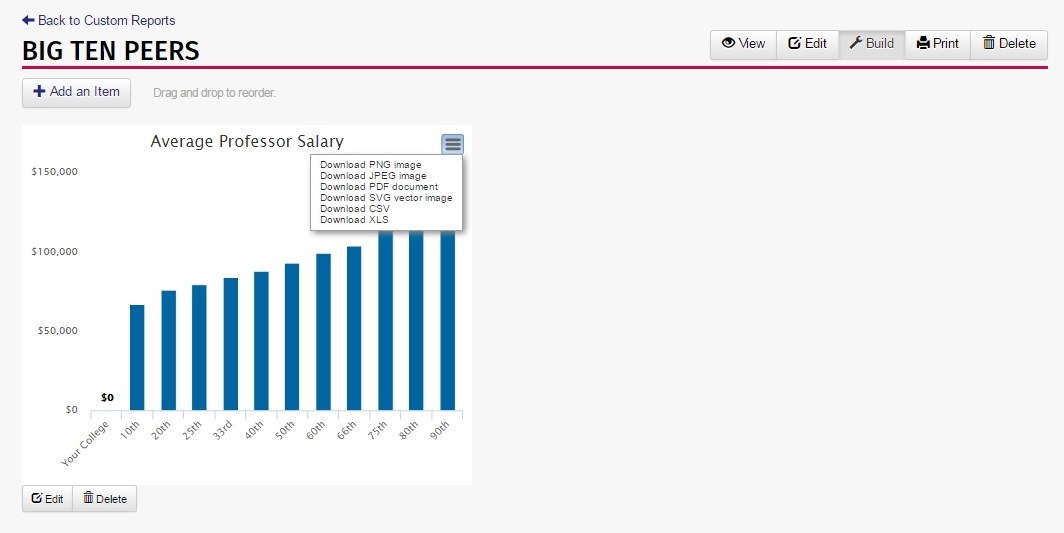 Back to Custom Reports
BIG TEN PEERS
View Edit Build Print Delete
Add an Item Drag and drop to reorder.
Average Professor Salary
Download PNG image
Download JPEG image
Download PDF document
Download SVG vector image
Download CSV
Download XLS
$150,000
$100,000
$50,000
$0
$0
Your College 10th 20th 25th 33rd 40th 50th 60th 66th 75th 80th 90th
Edit Delete